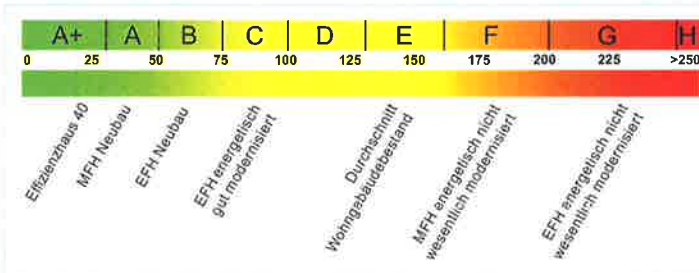 A+ A B C D E F G H
0 25 50 75 100 125 150 175 200 225 >250
Effizienzhaus 40
MFH Neubau
EFH Neubau
EFH energetisch
gut modernisiert
Durchschnitt
Wohngebäudebestand
MFH energetisch nicht
wesentlich modernisiert
EFH energetisch nicht
wesentlich modernisiert